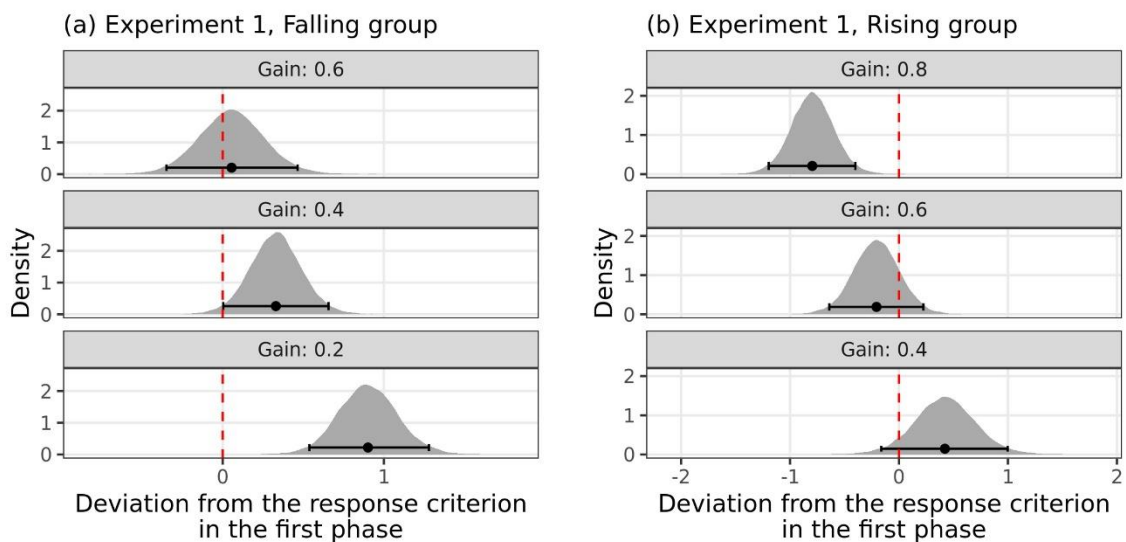 (a) Experiment 1, Falling group
Gain: 0.6
2
1
0
Gain: 0.4
2
1
0
Gain: 0.2
2
1
0
Density
0
1
Deviation from the response criterion
in the first phase
(b) Experiment 1, Rising group
Gain: 0.8
2
1
0
Gain: 0.6
2
1
0
Gain: 0.4
2
1
0
Density
-2
-1
0
1
2
Deviation from the response criterion
in the first phase